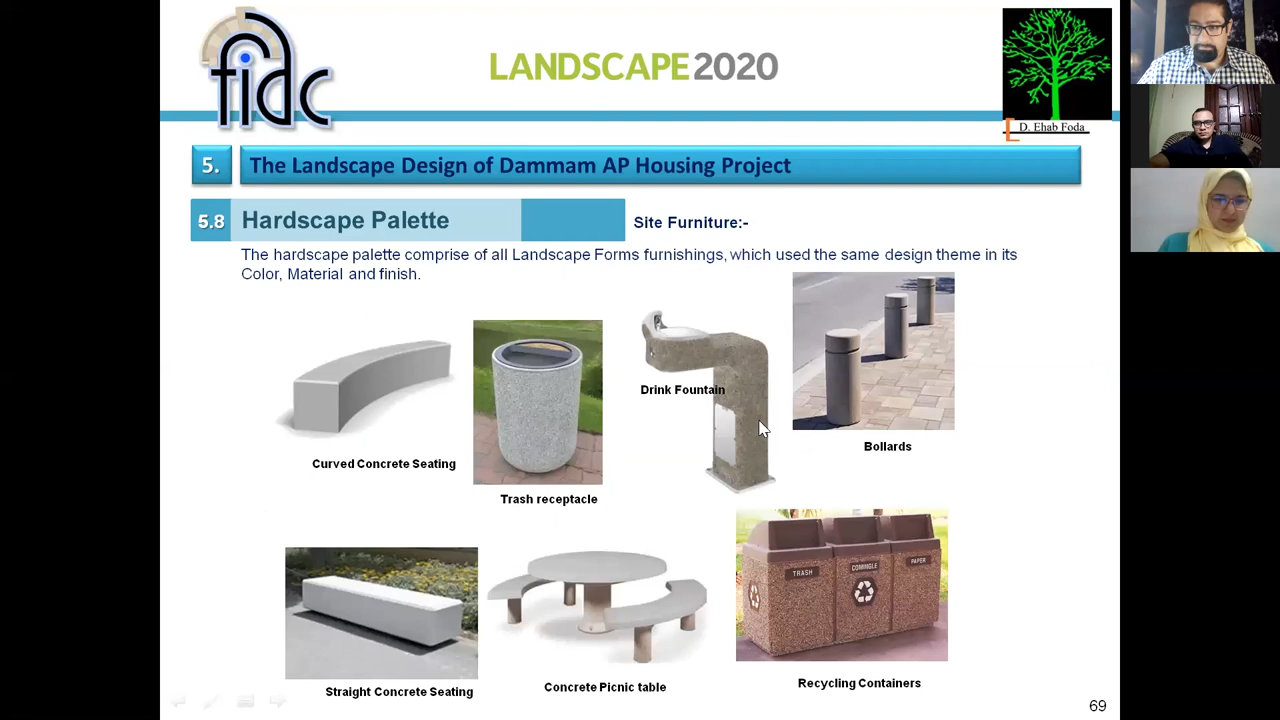 fidc
LANDSCAPE2020
D. Ehab Foda
5. The Landscape Design of Dammam AP Housing Project
5.8 Hardscape Palette
Site Furniture:-
The hardscape palette comprise of all Landscape Forms furnishings, which used the same design theme in its
Color, Material and finish.
Drink Fountain
Bollards
Curved Concrete Seating
Trash receptacle
TRASH
COMINGLE
PAPER
Straight Concrete Seating
Concrete Picnic table
Recycling Containers
69